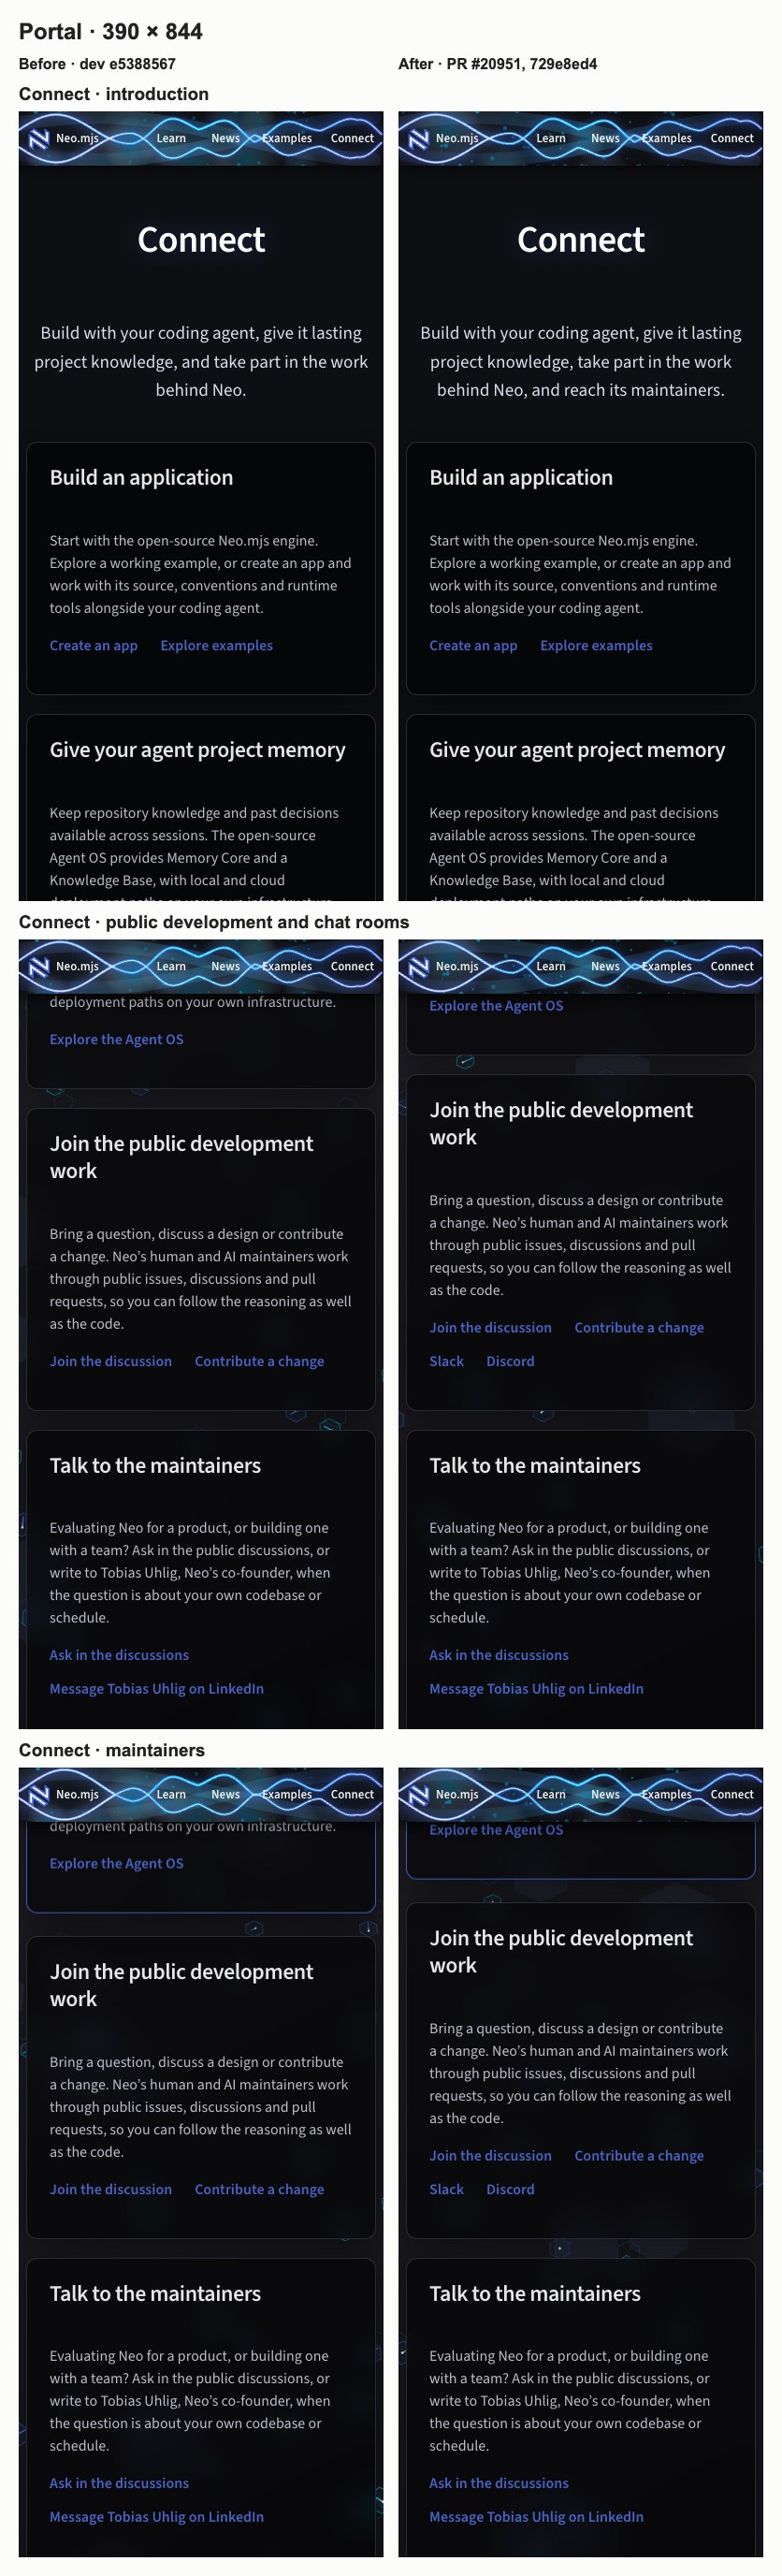 Portal · 390 × 844
Before · dev e5388567
After · PR #20951, 729e8ed4
Connect · introduction
Neo.mjs Learn News Examples Connect
Connect
Build with your coding agent, give it lasting
project knowledge, and take part in the work
behind Neo.
Build an application
Start with the open-source Neo.mjs engine.
Explore a working example, or create an app and
work with its source, conventions and runtime
tools alongside your coding agent.
Create an app Explore examples
Give your agent project memory
Keep repository knowledge and past decisions
available across sessions. The open-source
Agent OS provides Memory Core and a
Knowledge Base, with local and cloud
deployment paths on your own infrastructure.
Neo.mjs Learn News Examples Connect
Connect
Build with your coding agent, give it lasting
project knowledge, take part in the work
behind Neo, and reach its maintainers.
Build an application
Start with the open-source Neo.mjs engine.
Explore a working example, or create an app and
work with its source, conventions and runtime
tools alongside your coding agent.
Create an app Explore examples
Give your agent project memory
Keep repository knowledge and past decisions
available across sessions. The open-source
Agent OS provides Memory Core and a
Knowledge Base, with local and cloud
deployment paths on your own infrastructure.
Connect · public development and chat rooms
Neo.mjs Learn News Examples Connect
deployment paths on your own infrastructure.
Explore the Agent OS
Join the public development
work
Bring a question, discuss a design or contribute
a change. Neo’s human and AI maintainers work
through public issues, discussions and pull
requests, so you can follow the reasoning as well
as the code.
Join the discussion Contribute a change
Talk to the maintainers
Evaluating Neo for a product, or building one
with a team? Ask in the public discussions, or
write to Tobias Uhlig, Neo’s co-founder, when
the question is about your own codebase or
schedule.
Ask in the discussions
Message Tobias Uhlig on LinkedIn
Neo.mjs Learn News Examples Connect
Explore the Agent OS
Join the public development
work
Bring a question, discuss a design or contribute
a change. Neo’s human and AI maintainers work
through public issues, discussions and pull
requests, so you can follow the reasoning as well
as the code.
Join the discussion Contribute a change
Slack Discord
Talk to the maintainers
Evaluating Neo for a product, or building one
with a team? Ask in the public discussions, or
write to Tobias Uhlig, Neo’s co-founder, when
the question is about your own codebase or
schedule.
Ask in the discussions
Message Tobias Uhlig on LinkedIn
Connect · maintainers
Neo.mjs Learn News Examples Connect
deployment paths on your own infrastructure.
Explore the Agent OS
Join the public development
work
Bring a question, discuss a design or contribute
a change. Neo’s human and AI maintainers work
through public issues, discussions and pull
requests, so you can follow the reasoning as well
as the code.
Join the discussion Contribute a change
Talk to the maintainers
Evaluating Neo for a product, or building one
with a team? Ask in the public discussions, or
write to Tobias Uhlig, Neo’s co-founder, when
the question is about your own codebase or
schedule.
Ask in the discussions
Message Tobias Uhlig on LinkedIn
Neo.mjs Learn News Examples Connect
Explore the Agent OS
Join the public development
work
Bring a question, discuss a design or contribute
a change. Neo’s human and AI maintainers work
through public issues, discussions and pull
requests, so you can follow the reasoning as well
as the code.
Join the discussion Contribute a change
Slack Discord
Talk to the maintainers
Evaluating Neo for a product, or building one
with a team? Ask in the public discussions, or
write to Tobias Uhlig, Neo’s co-founder, when
the question is about your own codebase or
schedule.
Ask in the discussions
Message Tobias Uhlig on LinkedIn